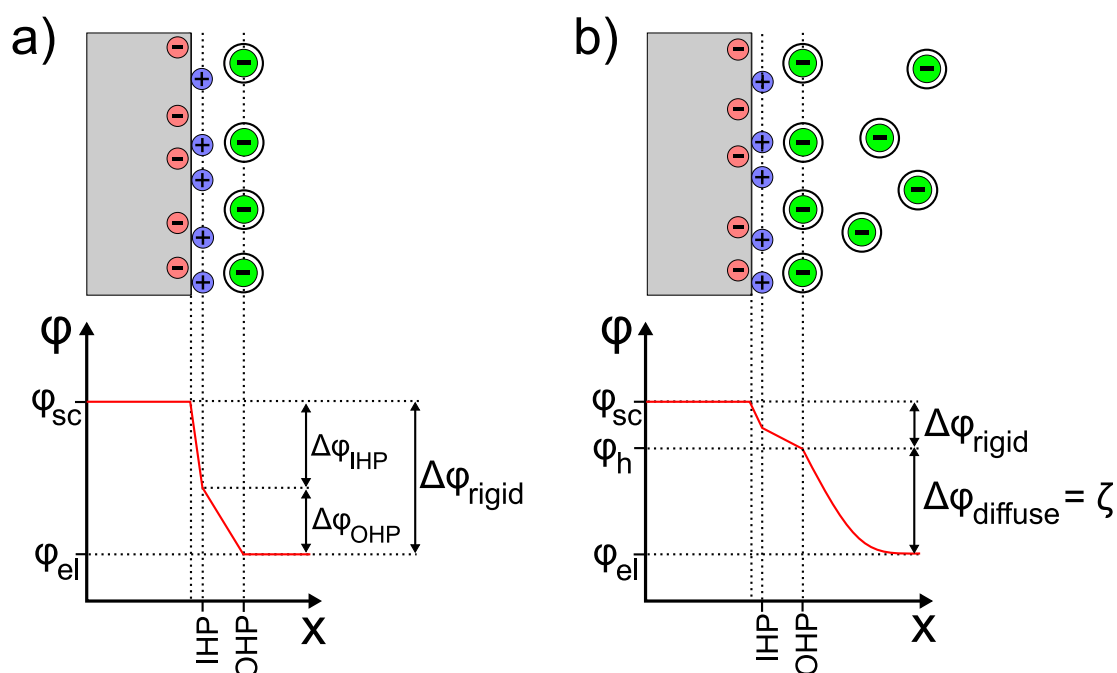 a)
φ
φsc
φel
ΔφIHP
ΔφOHP
Δφrigid
x
IHP
OHP
b)
φ
φsc
φh
φel
Δφrigid
Δφdiffuse = ζ
x
IHP
OHP